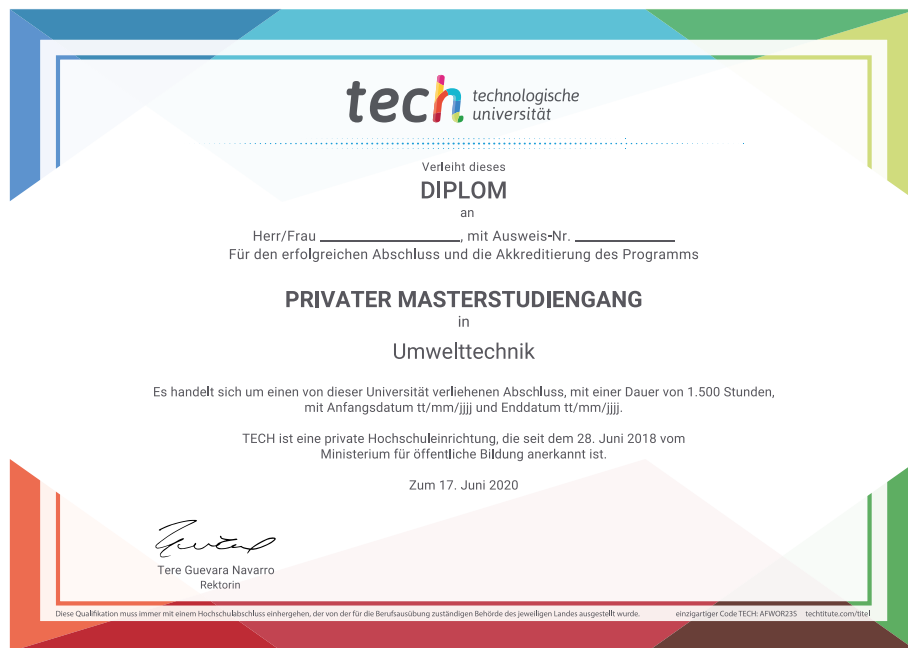 tech technologische
universität
Verleiht dieses
DIPLOM
an
Herr/Frau ____________________, mit Ausweis-Nr. ______________
Für den erfolgreichen Abschluss und die Akkreditierung des Programms
PRIVATER MASTERSTUDIENGANG
in
Umwelttechnik
Es handelt sich um einen von dieser Universität verliehenen Abschluss, mit einer Dauer von 1.500 Stunden,
mit Anfangsdatum tt/mm/jjjj und Enddatum tt/mm/jjjj.
TECH ist eine private Hochschuleinrichtung, die seit dem 28. Juni 2018 vom
Ministerium für öffentliche Bildung anerkannt ist.
Zum 17. Juni 2020
Tere Guevara Navarro
Rektorin
Diese Qualifikation muss immer mit einem Hochschulabschluss einhergehen, der von der für die Berufsausübung zuständigen Behörde des jeweiligen Landes ausgestellt wurde. einzigartiger Code TECH: AFWOR23S techtitute.com/titel